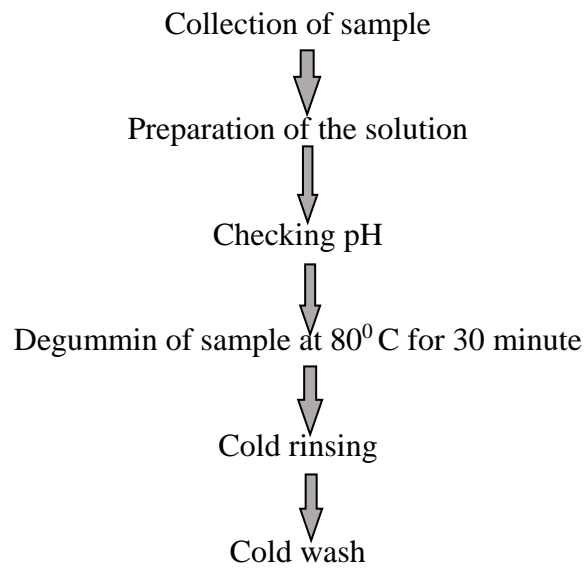 Collection of sample
Preparation of the solution
Checking pH
Degummin of sample at 80⁰ C for 30 minute
Cold rinsing
Cold wash